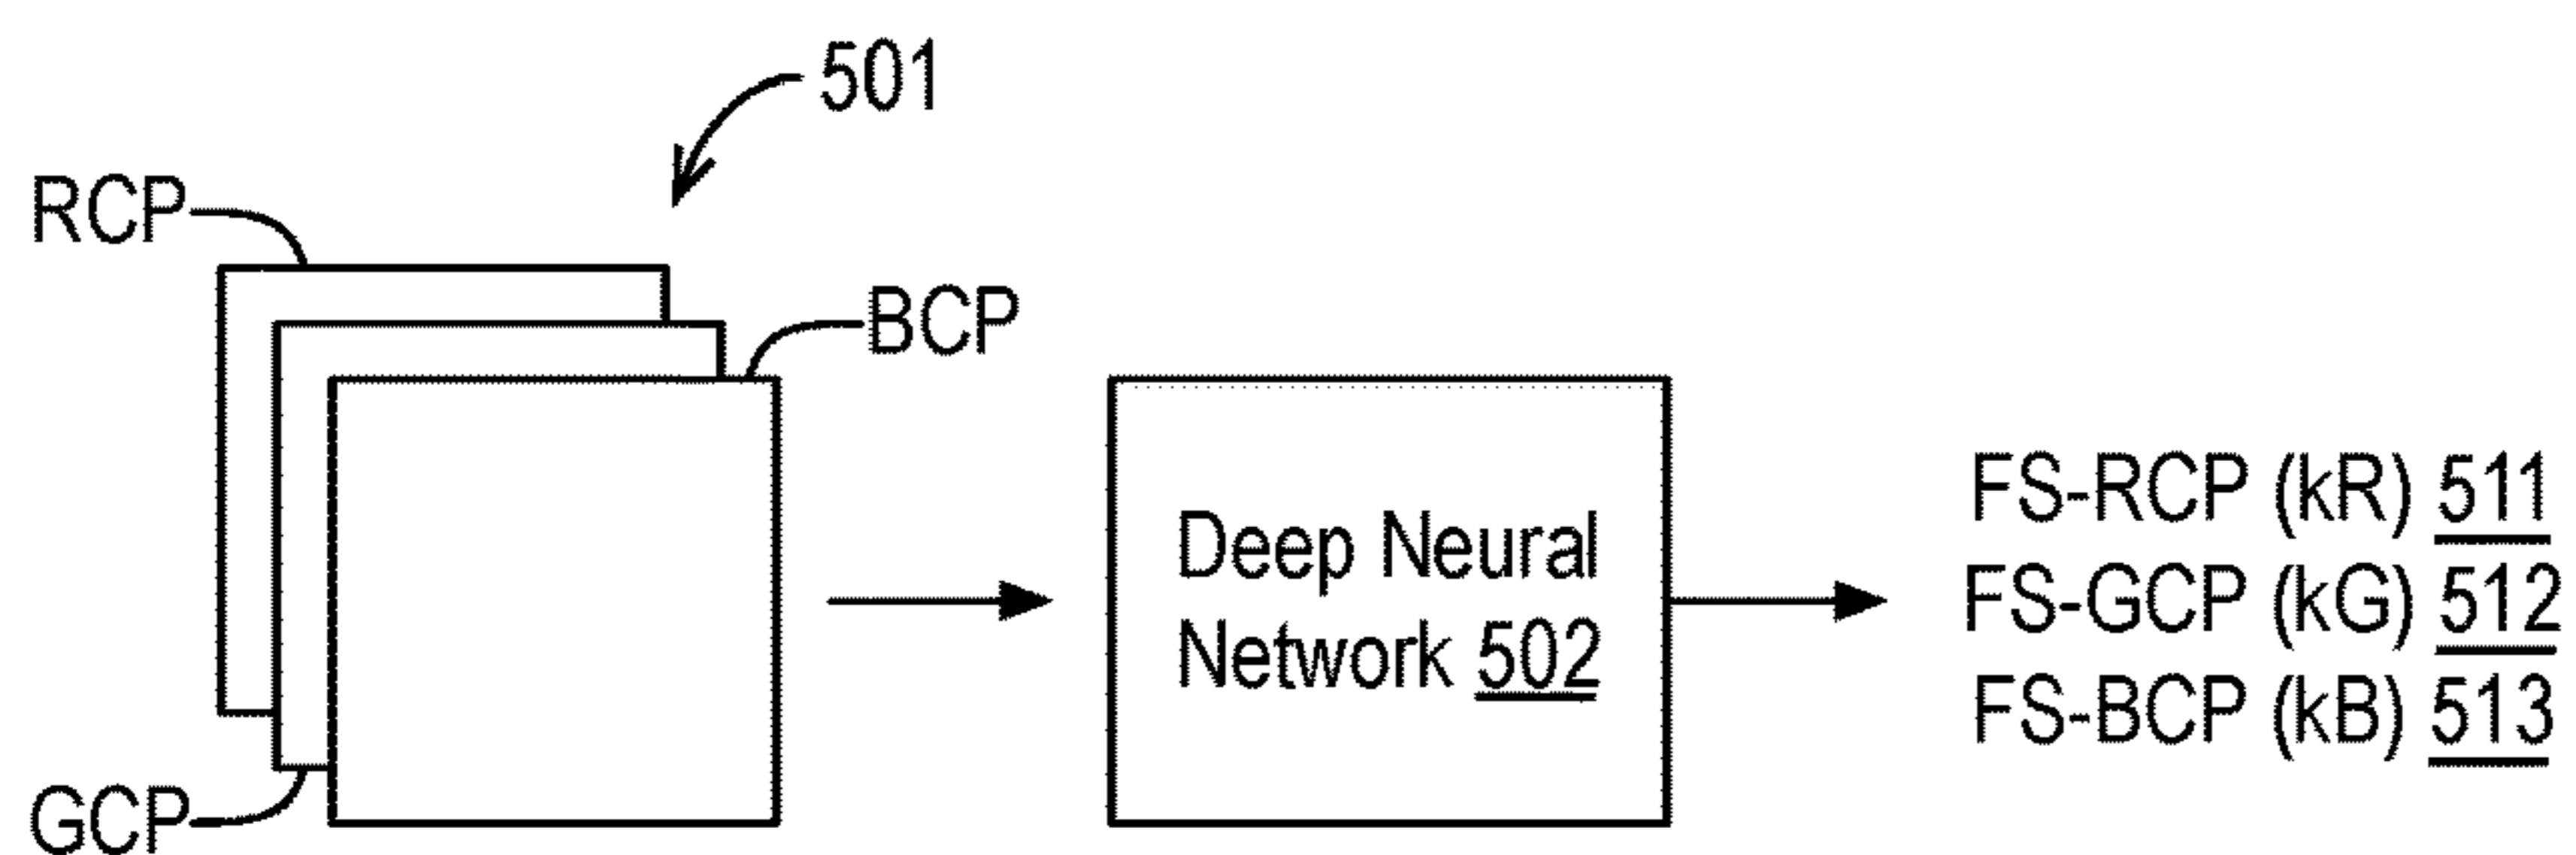 501
RCP
BCP
GCP
Deep Neural
Network 502
FS-RCP (kR) 511
FS-GCP (kG) 512
FS-BCP (kB) 513